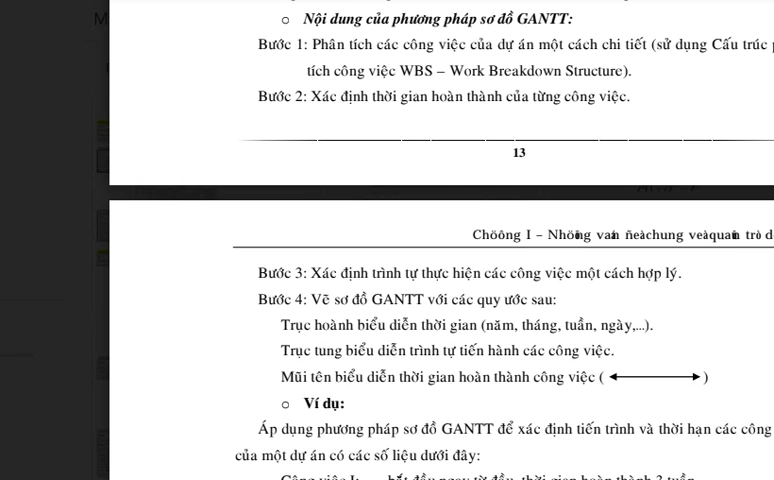 ○ Nội dung của phương pháp sơ đồ GANTT:
Bước 1: Phân tích các công việc của dự án một cách chi tiết (sử dụng Cấu trúc
tích công việc WBS – Work Breakdown Structure).
Bước 2: Xác định thời gian hoàn thành của từng công việc.
13
Chöông I – Nhöõng vaán ñeà chung veà quaûn trò d
Bước 3: Xác định trình tự thực hiện các công việc một cách hợp lý.
Bước 4: Vẽ sơ đồ GANTT với các quy ước sau:
Trục hoành biểu diễn thời gian (năm, tháng, tuần, ngày,...).
Trục tung biểu diễn trình tự tiến hành các công việc.
Mũi tên biểu diễn thời gian hoàn thành công việc ( ⟷ )
○ Ví dụ:
Áp dụng phương pháp sơ đồ GANTT để xác định tiến trình và thời hạn các công
của một dự án có các số liệu dưới đây: